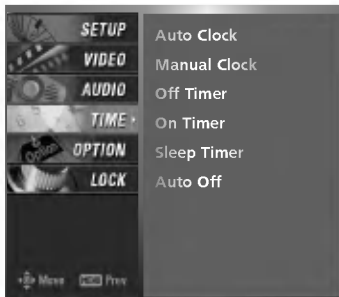 SETUP
VIDEO
AUDIO
TIME
OPTION
LOCK
Move Prev
Auto Clock
Manual Clock
Off Timer
On Timer
Sleep Timer
Auto Off